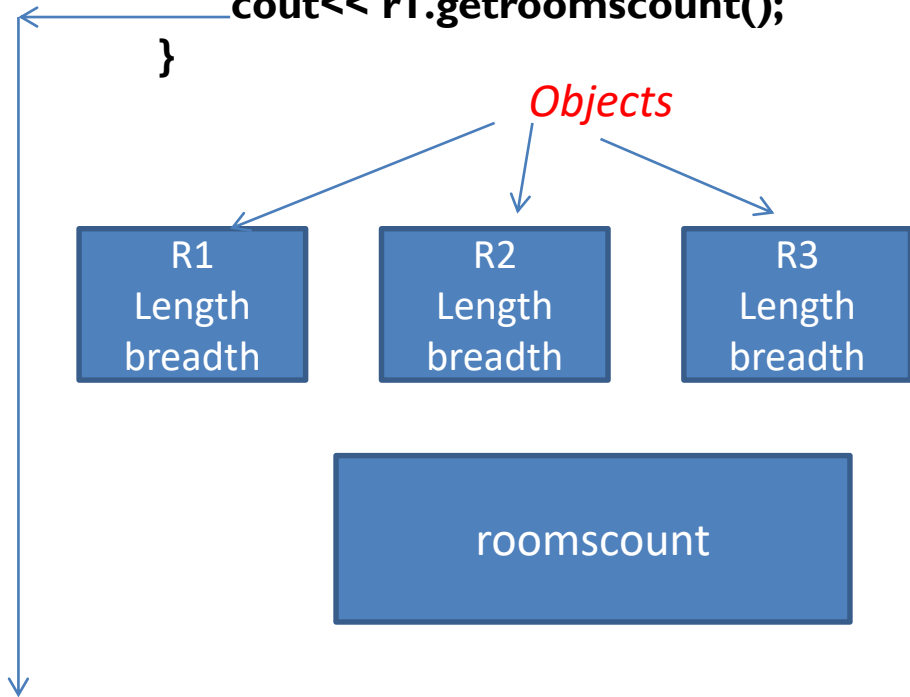 cout<< r1.getroomscount();
}
Objects
R1
Length
breadth
R2
Length
breadth
R3
Length
breadth
roomscount